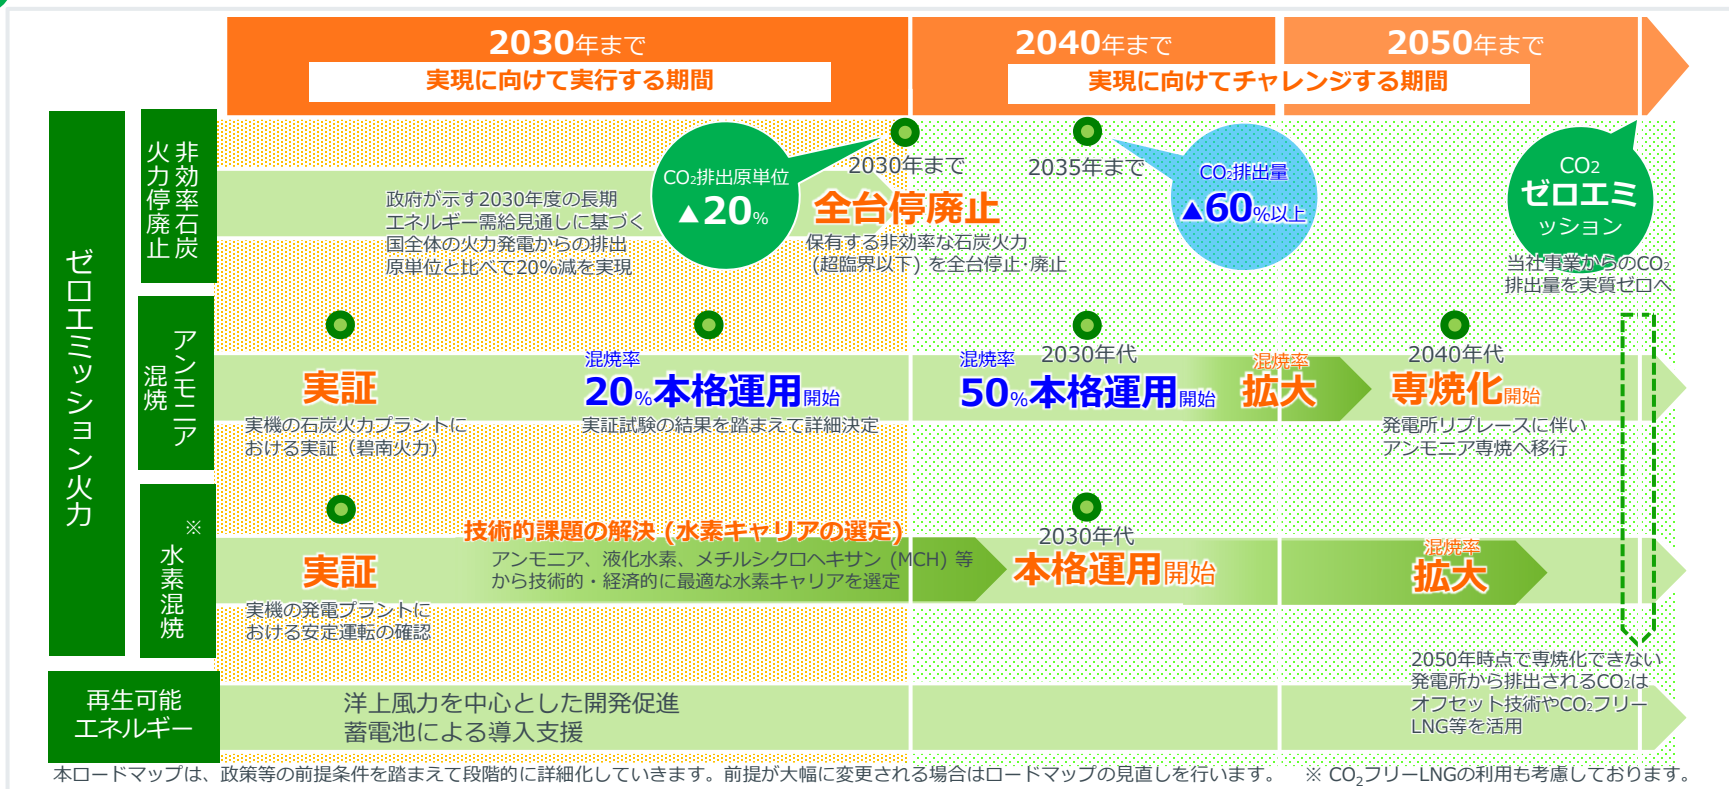 2030年まで
実現に向けて実行する期間
2040年まで
2050年まで
実現に向けてチャレンジする期間
ゼロエミッション火力
非効率石炭
火力停廃止
政府が示す2030年度の長期
エネルギー需給見通しに基づく
国全体の火力発電からの排出
原単位と比べて20%減を実現
CO₂排出原単位
▲20%
2030年まで
全台停廃止
保有する非効率な石炭火力
(超臨界以下) を全台停止・廃止
2035年まで
CO₂排出量
▲60%以上
CO₂
ゼロエミ
ッション
当社事業からのCO₂
排出量を実質ゼロへ
アンモニア
混焼
実証
実機の石炭火力プラントに
おける実証（碧南火力）
混焼率
20%本格運用開始
実証試験の結果を踏まえて詳細決定
2030年代
混焼率
50%本格運用開始
混焼率
拡大
2040年代
専焼化開始
発電所リプレースに伴い
アンモニア専焼へ移行
※
水素混焼
実証
実機の発電プラントに
おける安定運転の確認
技術的課題の解決 (水素キャリアの選定)
アンモニア、液化水素、メチルシクロヘキサン (MCH) 等
から技術的・経済的に最適な水素キャリアを選定
2030年代
本格運用開始
混焼率
拡大
2050年時点で専焼化できない
発電所から排出されるCO₂は
オフセット技術やCO₂フリー
LNG等を活用
再生可能
エネルギー
洋上風力を中心とした開発促進
蓄電池による導入支援
本ロードマップは、政策等の前提条件を踏まえて段階的に詳細化していきます。前提が大幅に変更される場合はロードマップの見直しを行います。 ※ CO₂フリーLNGの利用も考慮しております。